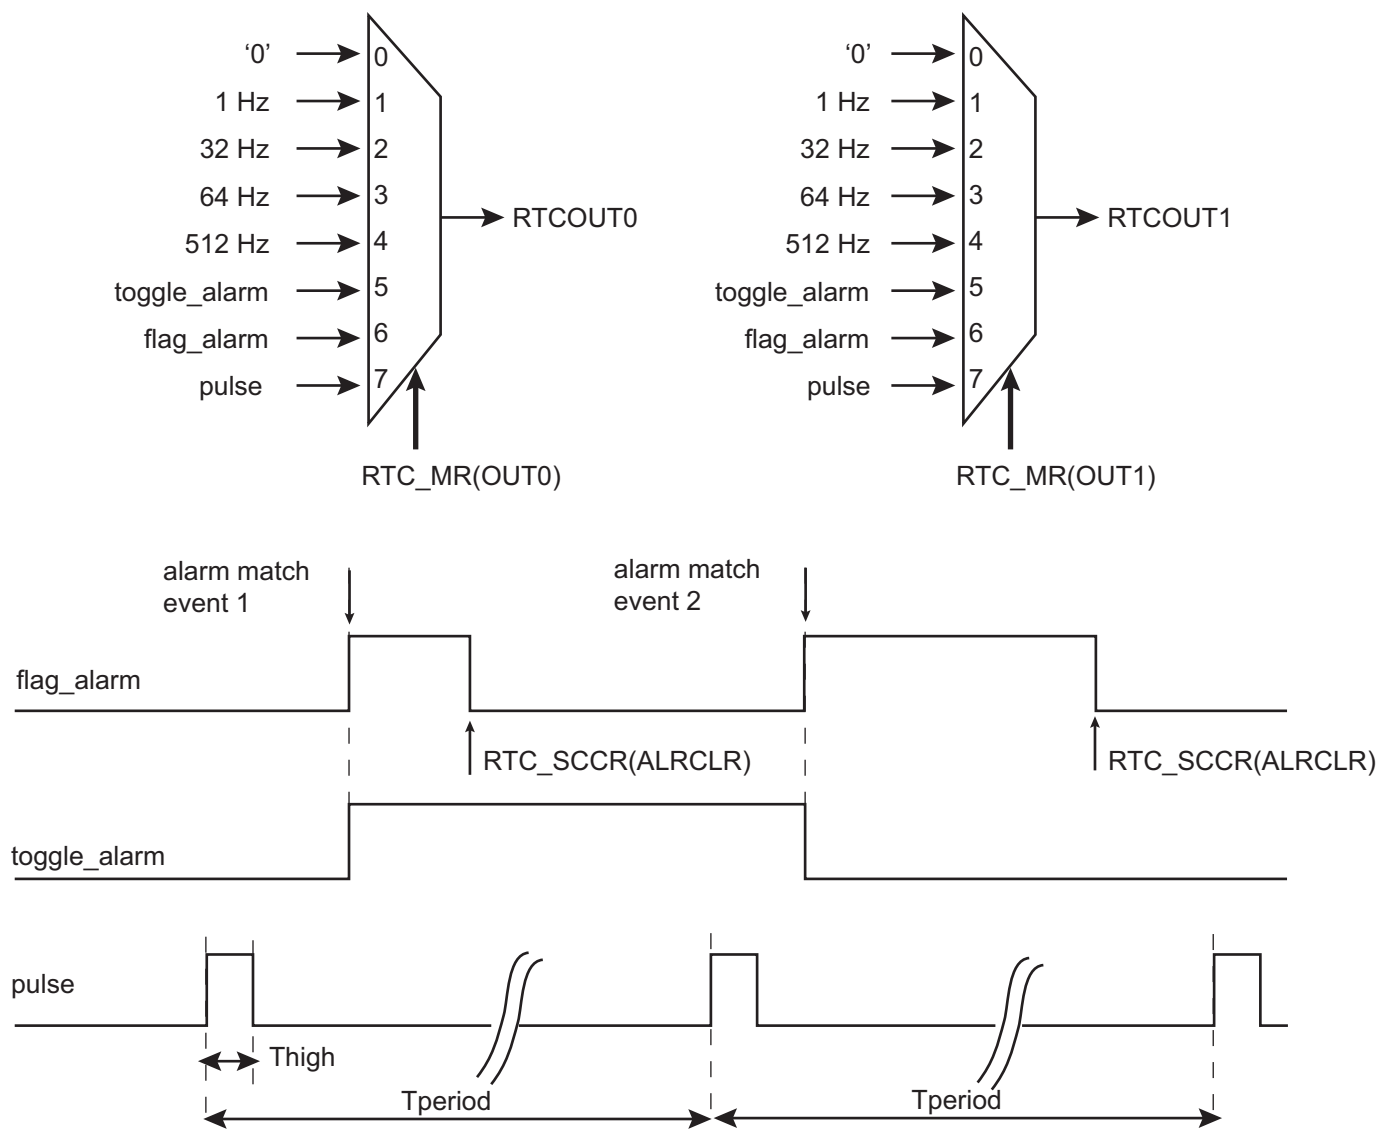 ‘0’ 0
1 Hz 1
32 Hz 2
64 Hz 3
512 Hz 4
toggle_alarm 5
flag_alarm 6
pulse 7
RTCOUT0
RTC_MR(OUT0)
‘0’ 0
1 Hz 1
32 Hz 2
64 Hz 3
512 Hz 4
toggle_alarm 5
flag_alarm 6
pulse 7
RTCOUT1
RTC_MR(OUT1)
alarm match
event 1
alarm match
event 2
flag_alarm
RTC_SCCR(ALRCLR)
RTC_SCCR(ALRCLR)
toggle_alarm
pulse
Thigh
Tperiod
Tperiod